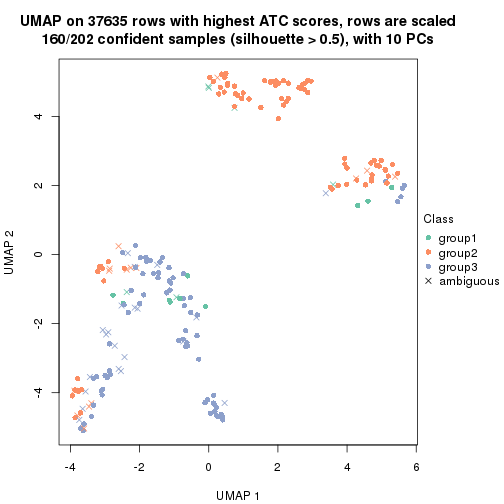 UMAP on 37635 rows with highest ATC scores, rows are scaled
160/202 confident samples (silhouette > 0.5), with 10 PCs
4
2
0
-2
-4
UMAP 2
-4
-2
0
2
4
6
UMAP 1
Class
group1
group2
group3
ambiguous